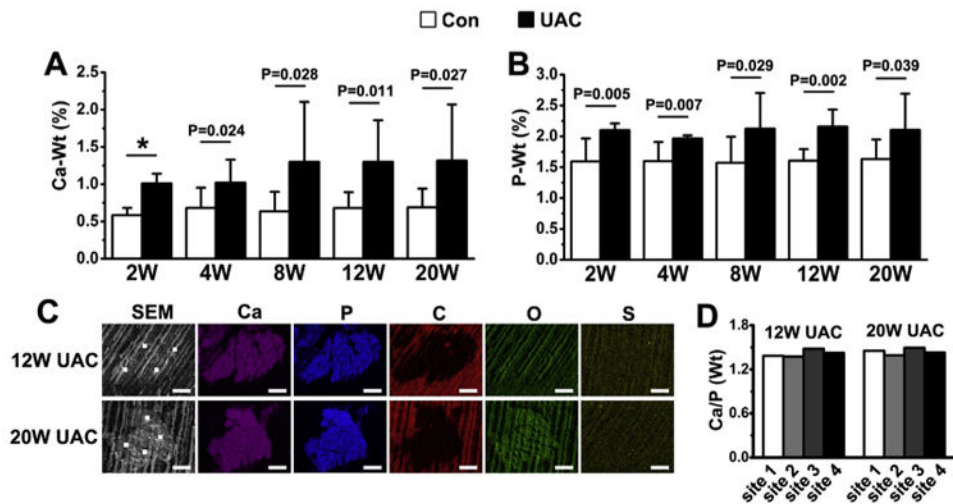 Con UAC
A
Ca-Wt (%)
2.5
2.0
1.5
1.0
0.5
0.0
*
P=0.024
P=0.028
P=0.011
P=0.027
2W 4W 8W 12W 20W
B
P-Wt (%)
3.0
2.5
2.0
1.5
1.0
0.5
0.0
P=0.005
P=0.007
P=0.029
P=0.002
P=0.039
2W 4W 8W 12W 20W
C
SEM Ca P C O S
12W UAC
20W UAC
D
Ca/P (Wt)
1.8
1.2
0.6
0.0
12W UAC 20W UAC
site 1 site 2 site 3 site 4 site 1 site 2 site 3 site 4